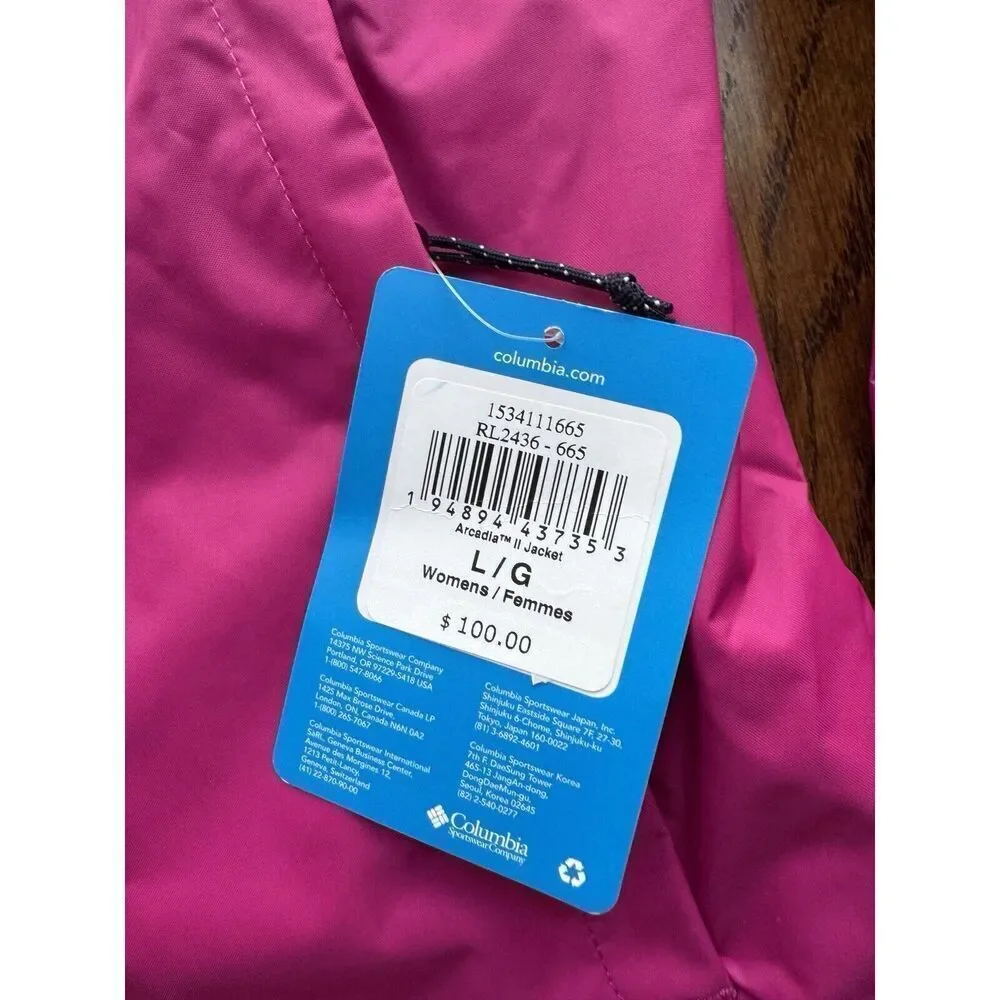 columbia.com
1534111665
RL2436 - 665
1 94894 43735 3
Arcadia™ II Jacket
L / G
Womens / Femmes
$ 100.00
Columbia Sportswear Company
14375 NW Science Park Drive
Portland, OR 97229-5418 USA
1-(800) 547-8066
Columbia Sportswear Canada LP
1425 Max Brose Drive,
London, ON, Canada N6N 0A2
1-(800) 265-7067
Columbia Sportswear International
SaRL, Geneva Business Center,
Avenue des Morgines 12,
1213 Petit-Lancy,
Geneva, Switzerland
(41) 22-870-90-00
Columbia Sportswear Japan, Inc.
Shinjuku Eastside Square 7F, 27-30,
Shinjuku 6-Chome, Shinjuku-ku
Tokyo, Japan 160-0022
(81) 3-6892-4601
Columbia Sportswear Korea
7th F, DaeSung Tower
465-13 JangAn-dong,
DongDaeMun-gu,
Seoul, Korea 02645
(82) 2-540-0277
Columbia
Sportswear Company